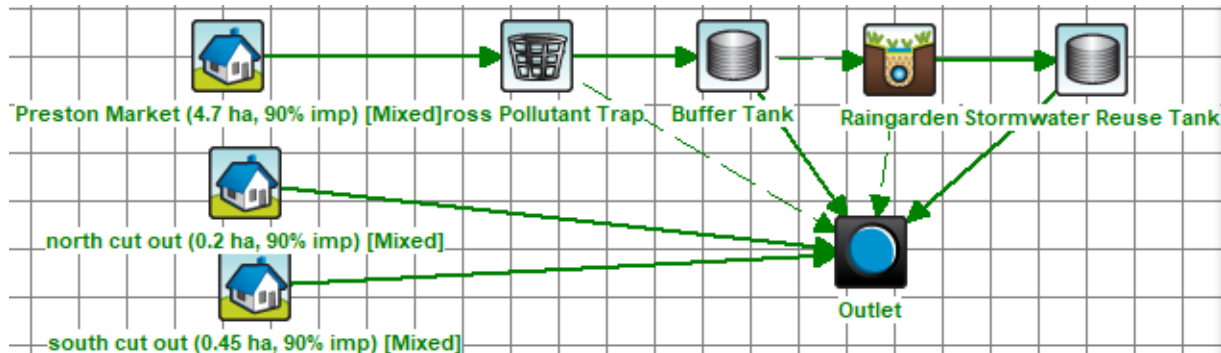 Preston Market (4.7 ha, 90% imp) [Mixed]ross Pollutant Trap
Buffer Tank
Raingarden
Stormwater Reuse Tank
north cut out (0.2 ha, 90% imp) [Mixed]
south cut out (0.45 ha, 90% imp) [Mixed]
Outlet